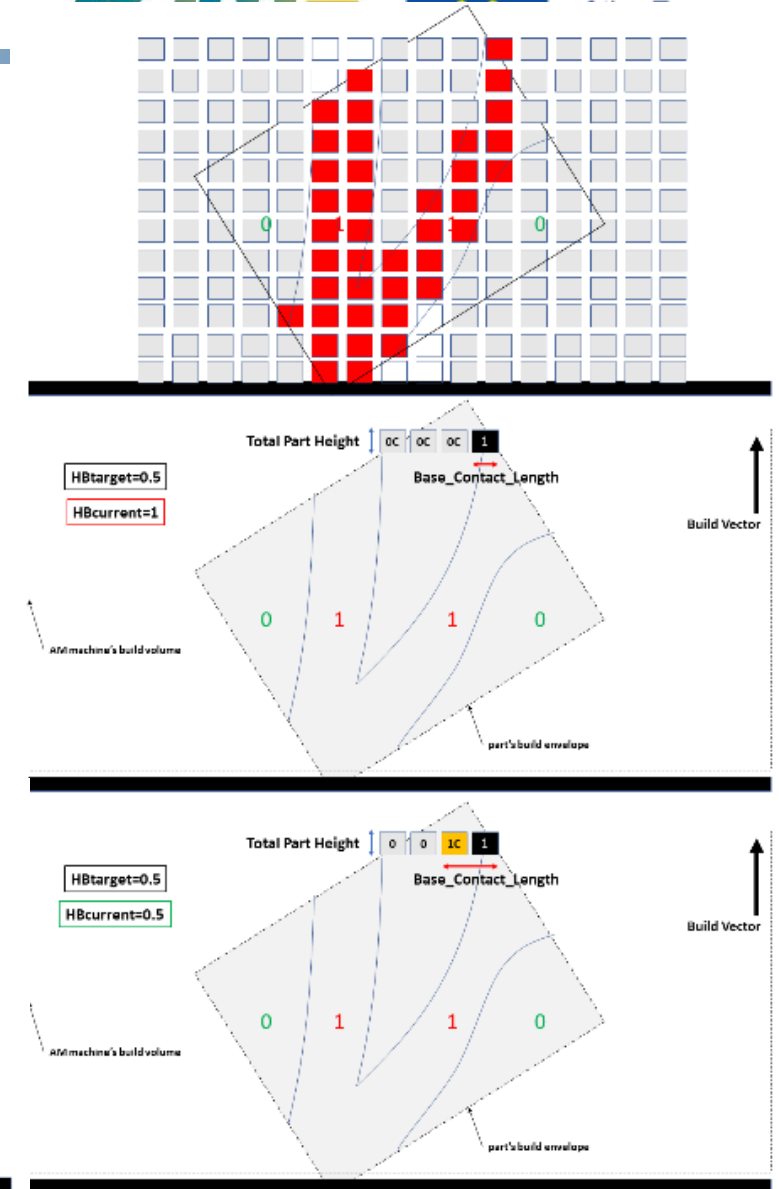 0 1 1 0
Total Part Height 0C 0C 0C 1
HBtarget=0.5
Base_Contact_Length
HBcurrent=1
Build Vector
0 1 1 0
AM machine's build volume
part's build envelope
Total Part Height 0 0 1C 1
HBtarget=0.5
Base_Contact_Length
HBcurrent=0.5
Build Vector
0 1 1 0
AM machine's build volume
part's build envelope